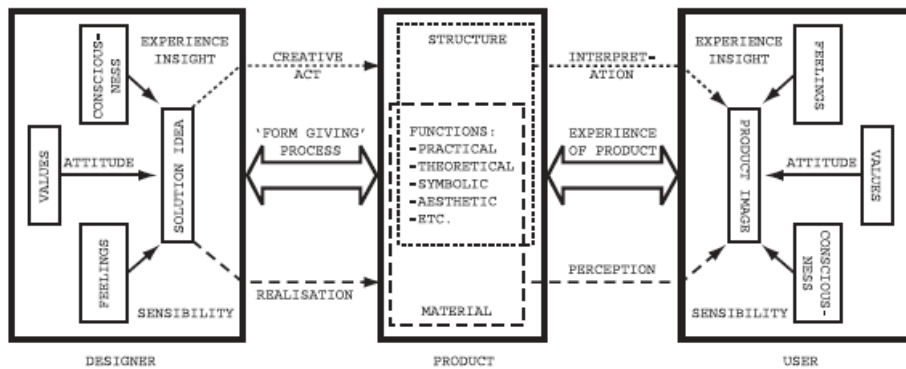 CONSCIOUS-
NESS
EXPERIENCE
INSIGHT
VALUES
ATTITUDE
SOLUTION IDEA
FEELINGS
SENSIBILITY
DESIGNER
CREATIVE
ACT
'FORM GIVING'
PROCESS
REALISATION
STRUCTURE
FUNCTIONS:
-PRACTICAL
-THEORETICAL
-SYMBOLIC
-AESTHETIC
-ETC.
MATERIAL
PRODUCT
INTERPRET-
ATION
EXPERIENCE
OF PRODUCT
PERCEPTION
EXPERIENCE
INSIGHT
FEELINGS
PRODUCT IMAGE
ATTITUDE
VALUES
CONSCIOUS-
NESS
SENSIBILITY
USER